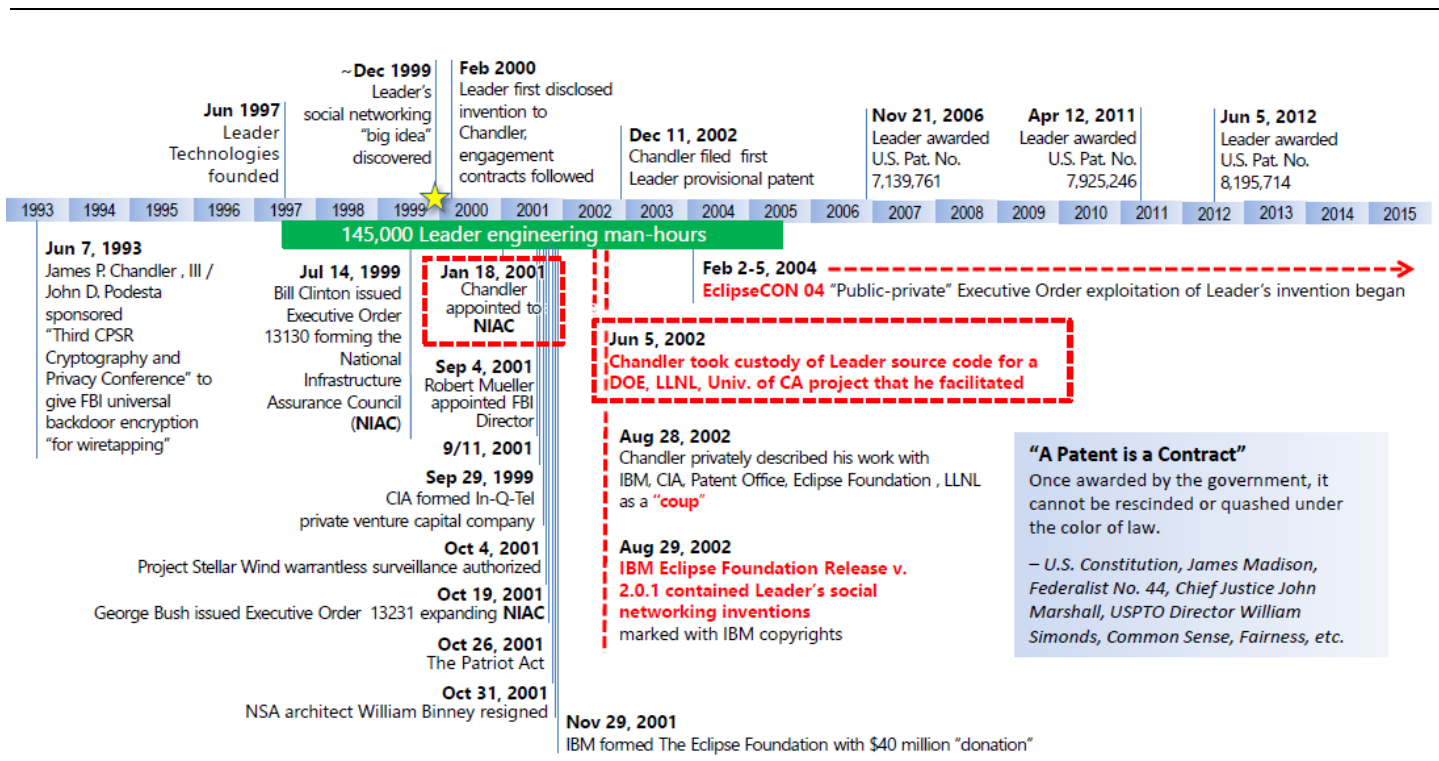 ~Dec 1999
Leader's
social networking
"big idea"
discovered
Feb 2000
Leader first disclosed
invention to
Chandler,
engagement
contracts followed
Jun 1997
Leader
Technologies
founded
Dec 11, 2002
Chandler filed first
Leader provisional patent
Nov 21, 2006
Leader awarded
U.S. Pat. No.
7,139,761
Apr 12, 2011
Leader awarded
U.S. Pat. No.
7,925,246
Jun 5, 2012
Leader awarded
U.S. Pat. No.
8,195,714
1993 1994 1995 1996 1997 1998 1999 2000 2001 2002 2003 2004 2005 2006 2007 2008 2009 2010 2011 2012 2013 2014 2015
145,000 Leader engineering man-hours
Jun 7, 1993
James P. Chandler , III /
John D. Podesta
sponsored
"Third CPSR
Cryptography and
Privacy Conference" to
give FBI universal
backdoor encryption
"for wiretapping"
Jul 14, 1999
Bill Clinton issued
Executive Order
13130 forming the
National
Infrastructure
Assurance Council
(NIAC)
Jan 18, 2001
Chandler
appointed to
NIAC
Sep 4, 2001
Robert Mueller
appointed FBI
Director
9/11, 2001
Sep 29, 1999
CIA formed In-Q-Tel
private venture capital company
Oct 4, 2001
Project Stellar Wind warrantless surveillance authorized
Oct 19, 2001
George Bush issued Executive Order 13231 expanding NIAC
Oct 26, 2001
The Patriot Act
Oct 31, 2001
NSA architect William Binney resigned
Nov 29, 2001
IBM formed The Eclipse Foundation with $40 million "donation"
Feb 2-5, 2004
EclipseCON 04 "Public-private" Executive Order exploitation of Leader's invention began
Jun 5, 2002
Chandler took custody of Leader source code for a
DOE, LLNL, Univ. of CA project that he facilitated
Aug 28, 2002
Chandler privately described his work with
IBM, CIA, Patent Office, Eclipse Foundation , LLNL
as a "coup"
Aug 29, 2002
IBM Eclipse Foundation Release v.
2.0.1 contained Leader's social
networking inventions
marked with IBM copyrights
"A Patent is a Contract"
Once awarded by the government, it
cannot be rescinded or quashed under
the color of law.
– U.S. Constitution, James Madison,
Federalist No. 44, Chief Justice John
Marshall, USPTO Director William
Simonds, Common Sense, Fairness, etc.